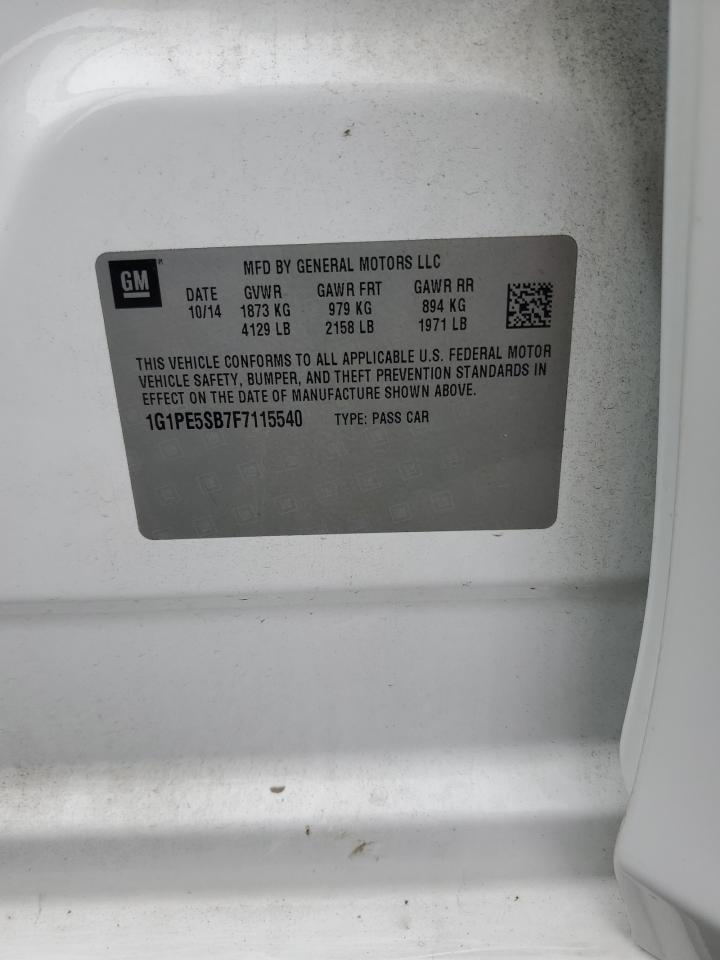 GM
MFD BY GENERAL MOTORS LLC
DATE GVWR GAWR FRT GAWR RR
10/14 1873 KG 979 KG 894 KG
4129 LB 2158 LB 1971 LB
THIS VEHICLE CONFORMS TO ALL APPLICABLE U.S. FEDERAL MOTOR
VEHICLE SAFETY, BUMPER, AND THEFT PREVENTION STANDARDS IN
EFFECT ON THE DATE OF MANUFACTURE SHOWN ABOVE.
1G1PE5SB7F7115540 TYPE: PASS CAR